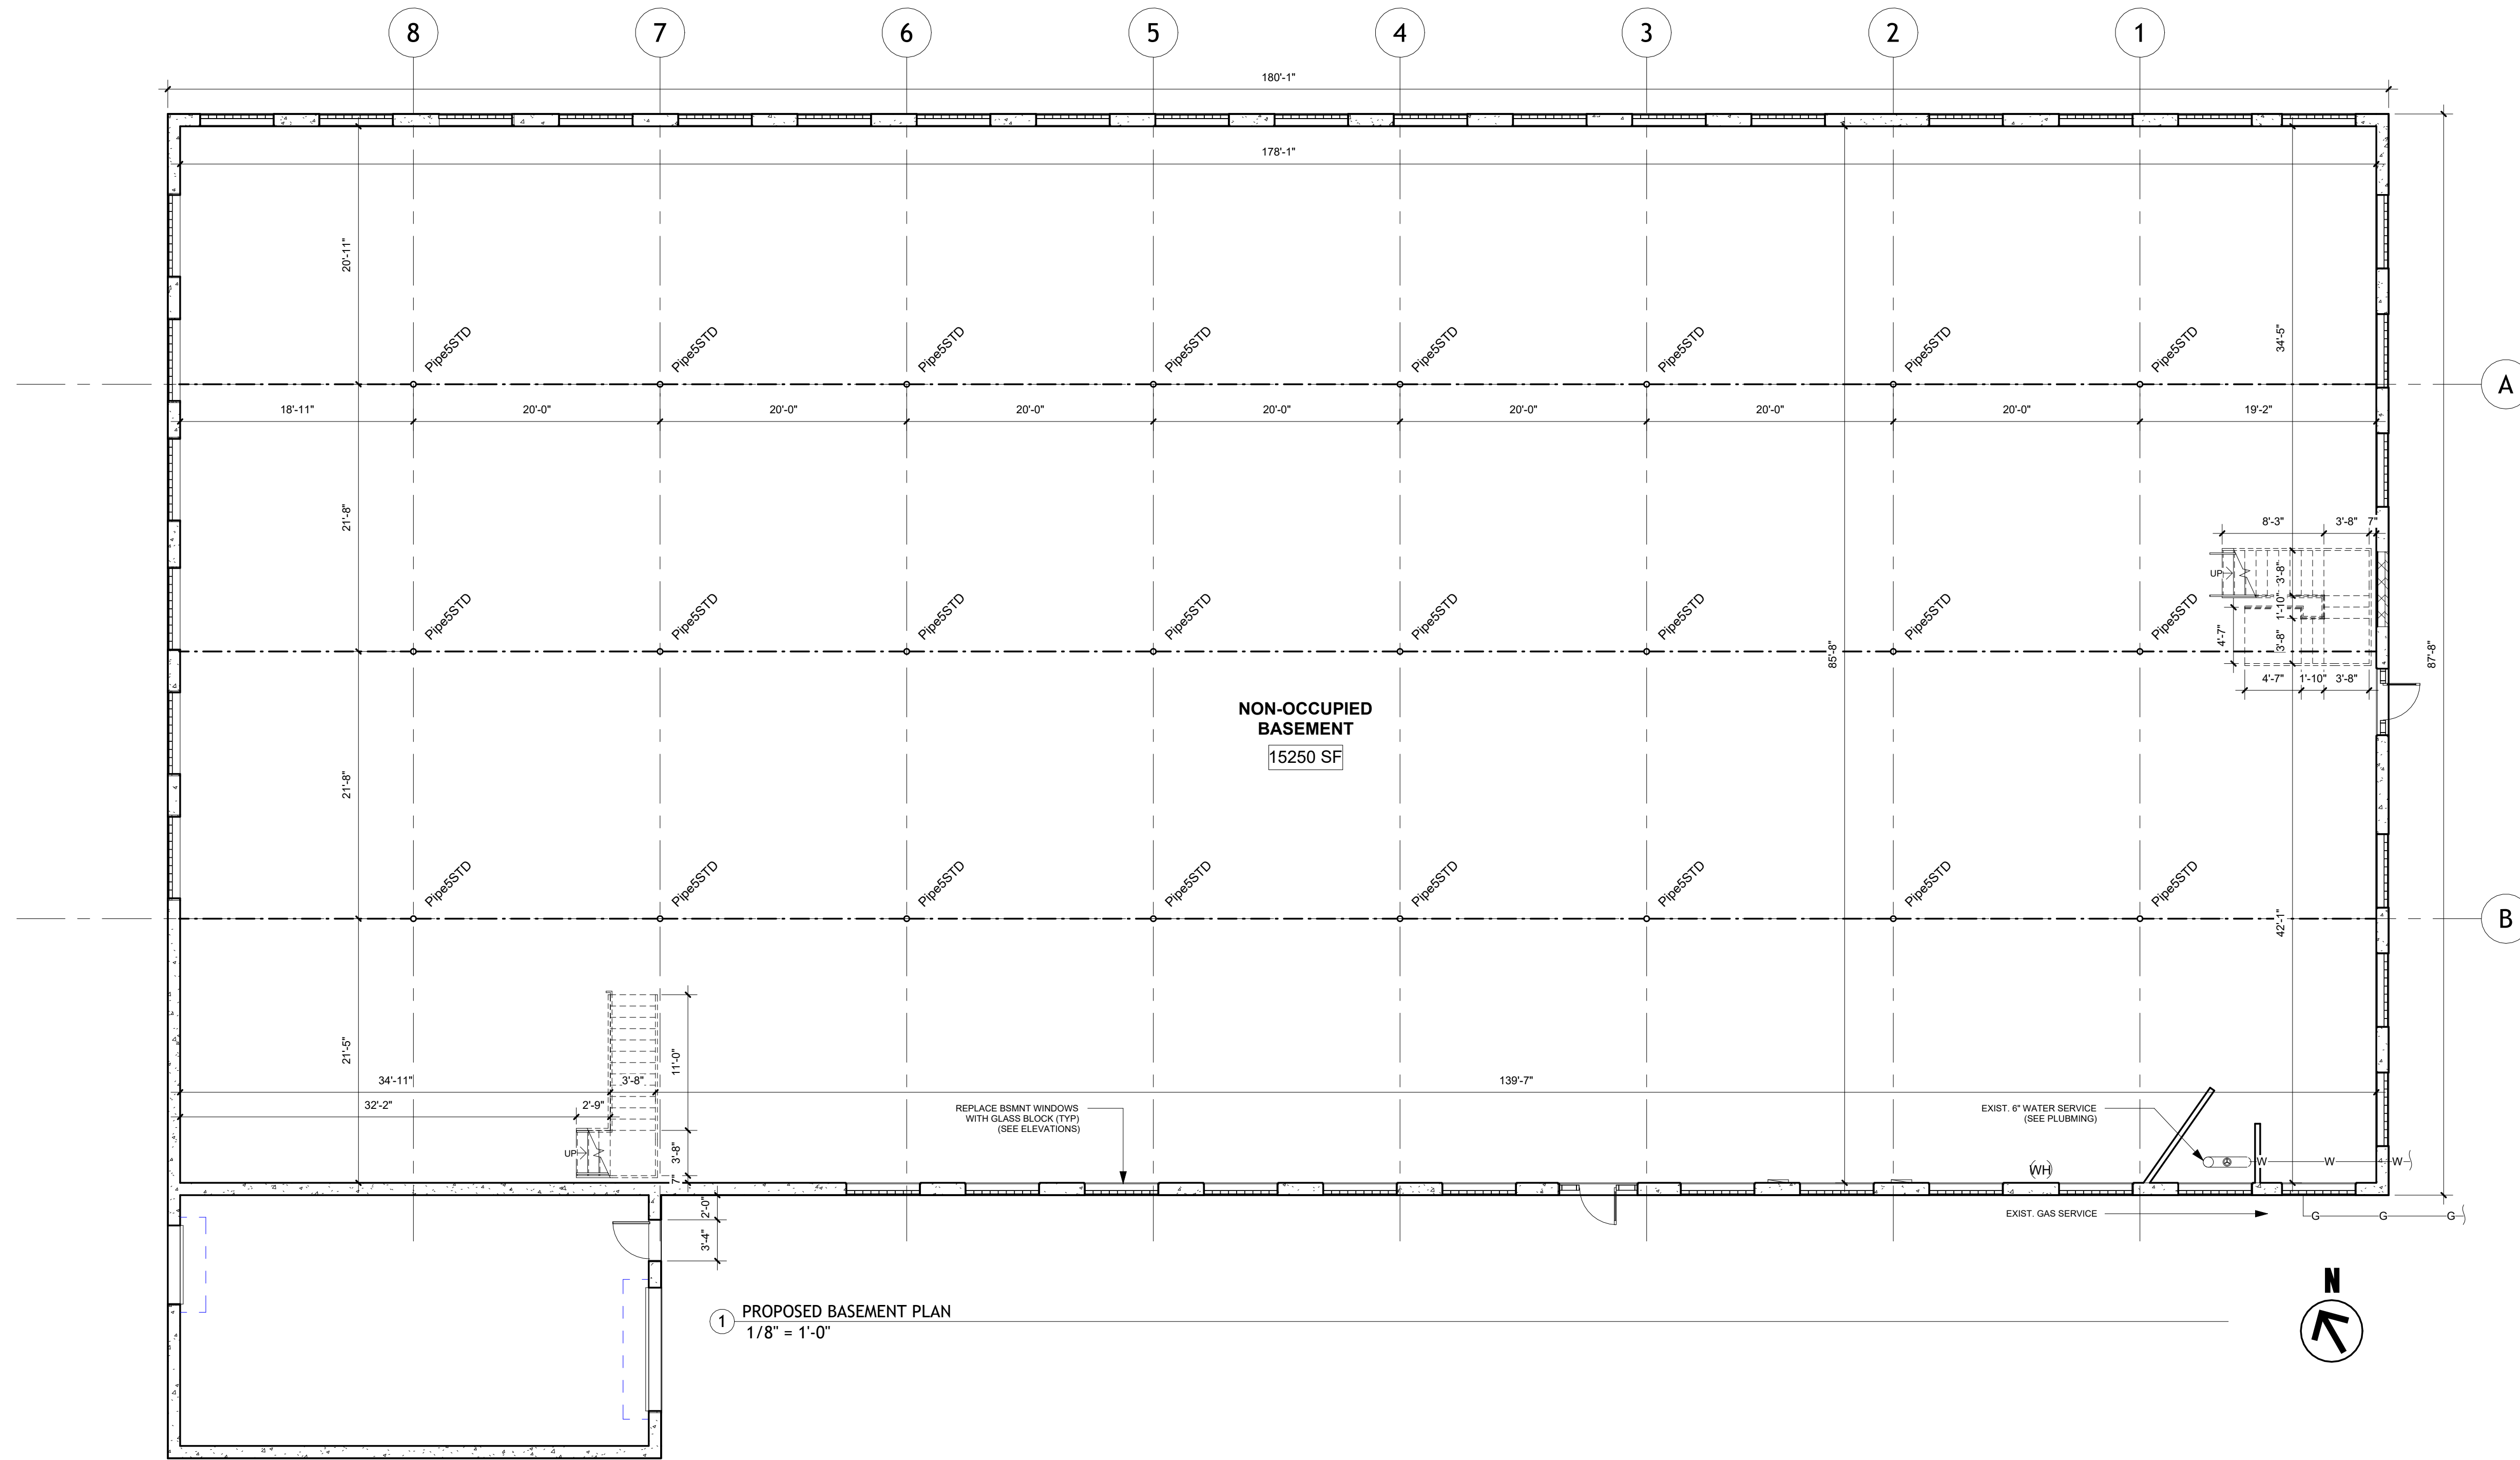 8 7 6 5 4 3 2 1
180'-1"
178'-1"
20'-11"
34'-5"
Pipe5STD Pipe5STD Pipe5STD Pipe5STD Pipe5STD Pipe5STD Pipe5STD Pipe5STD
A
18'-11" 20'-0" 20'-0" 20'-0" 20'-0" 20'-0" 20'-0" 20'-0" 19'-2"
21'-8"
8'-3" 3'-8" 7"
UP
3'-8"
1'-10"
4'-7"
3'-8"
4'-7" 1'-10" 3'-8"
Pipe5STD Pipe5STD Pipe5STD Pipe5STD Pipe5STD Pipe5STD Pipe5STD Pipe5STD
85'-8"
87'-8"
NON-OCCUPIED
BASEMENT
15250 SF
21'-8"
Pipe5STD Pipe5STD Pipe5STD Pipe5STD Pipe5STD Pipe5STD Pipe5STD Pipe5STD
B
42'-1"
21'-5"
11'-0"
34'-11" 3'-8" 139'-7"
32'-2" 2'-9"
UP
3'-8"
7"
2'-0"
3'-4"
REPLACE BSMNT WINDOWS
WITH GLASS BLOCK (TYP)
(SEE ELEVATIONS)
EXIST. 6" WATER SERVICE
(SEE PLUBMING)
WH
W W W
EXIST. GAS SERVICE
G G G
N
1 PROPOSED BASEMENT PLAN
1/8" = 1'-0"